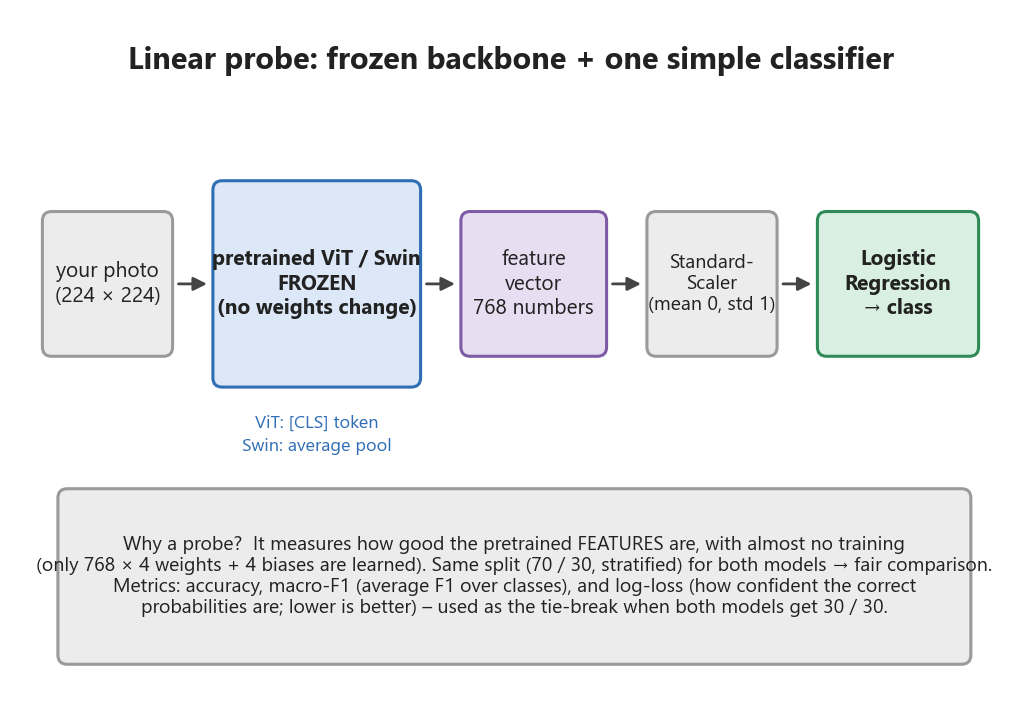 Linear probe: frozen backbone + one simple classifier
your photo
(224 × 224)
pretrained ViT / Swin
FROZEN
(no weights change)
feature
vector
768 numbers
Standard-
Scaler
(mean 0, std 1)
Logistic
Regression
→ class
ViT: [CLS] token
Swin: average pool
Why a probe?  It measures how good the pretrained FEATURES are, with almost no training
(only 768 × 4 weights + 4 biases are learned). Same split (70 / 30, stratified) for both models → fair comparison.
Metrics: accuracy, macro-F1 (average F1 over classes), and log-loss (how confident the correct
probabilities are; lower is better) – used as the tie-break when both models get 30 / 30.